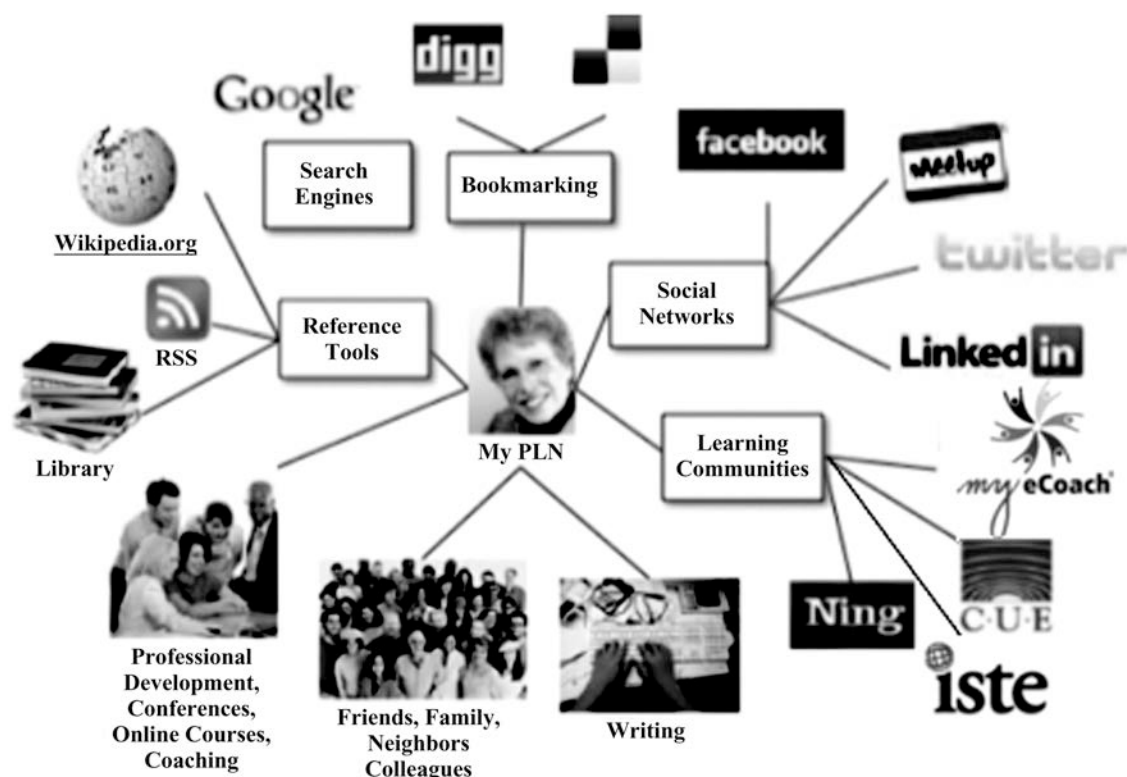 digg
Google
facebook
Meetup
Search
Engines
Bookmarking
Wikipedia.org
twitter
Social
Networks
RSS
Reference
Tools
Linked in
My PLN
Learning
Communities
Library
my eCoach
Ning
C·U·E
iste
Professional
Development,
Conferences,
Online Courses,
Coaching
Friends, Family,
Neighbors
Colleagues
Writing